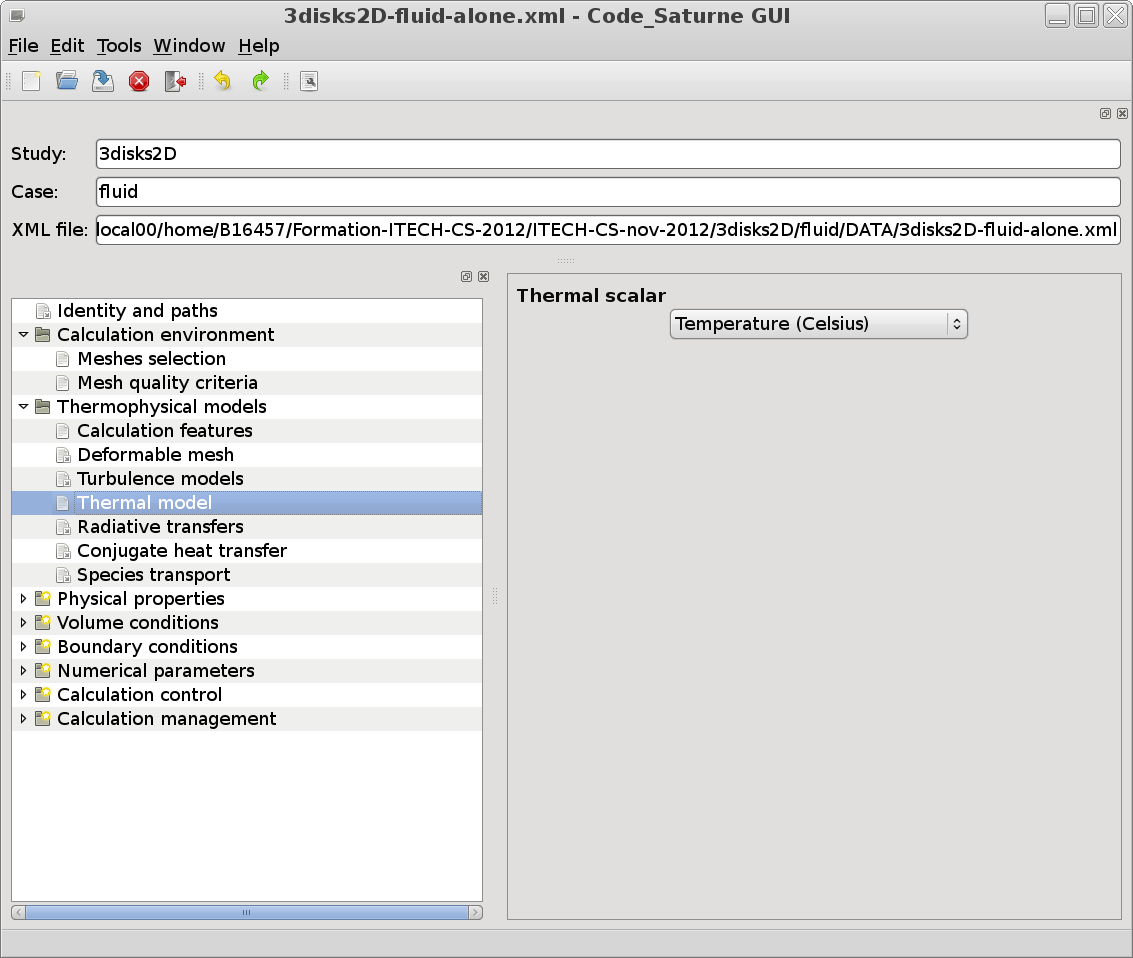 3disks2D-fluid-alone.xml - Code_Saturne GUI
File Edit Tools Window Help
Study: 3disks2D
Case: fluid
XML file: local00/home/B16457/Formation-ITECH-CS-2012/ITECH-CS-nov-2012/3disks2D/fluid/DATA/3disks2D-fluid-alone.xml
Identity and paths
Calculation environment
Meshes selection
Mesh quality criteria
Thermophysical models
Calculation features
Deformable mesh
Turbulence models
Thermal model
Radiative transfers
Conjugate heat transfer
Species transport
Physical properties
Volume conditions
Boundary conditions
Numerical parameters
Calculation control
Calculation management
Thermal scalar
Temperature (Celsius)